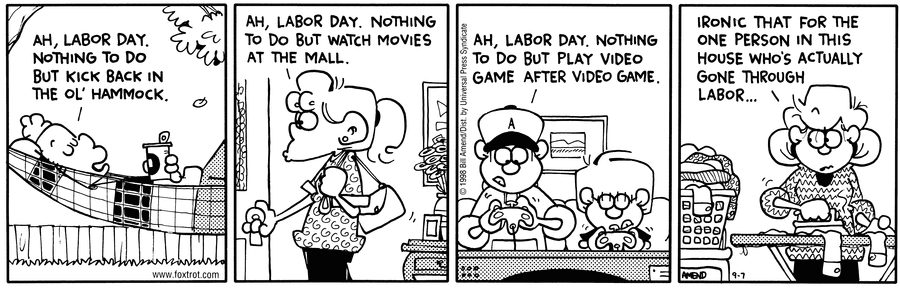 AH, LABOR DAY.
NOTHING TO DO
BUT KICK BACK IN
THE OL' HAMMOCK.
www.foxtrot.com
AH, LABOR DAY. NOTHING
TO DO BUT WATCH MOVIES
AT THE MALL.
© 1998 Bill Amend/Dist. by Universal Press Syndicate
AH, LABOR DAY. NOTHING
TO DO BUT PLAY VIDEO
GAME AFTER VIDEO GAME.
A
IRONIC THAT FOR THE
ONE PERSON IN THIS
HOUSE WHO'S ACTUALLY
GONE THROUGH
LABOR...
AMEND
9-7